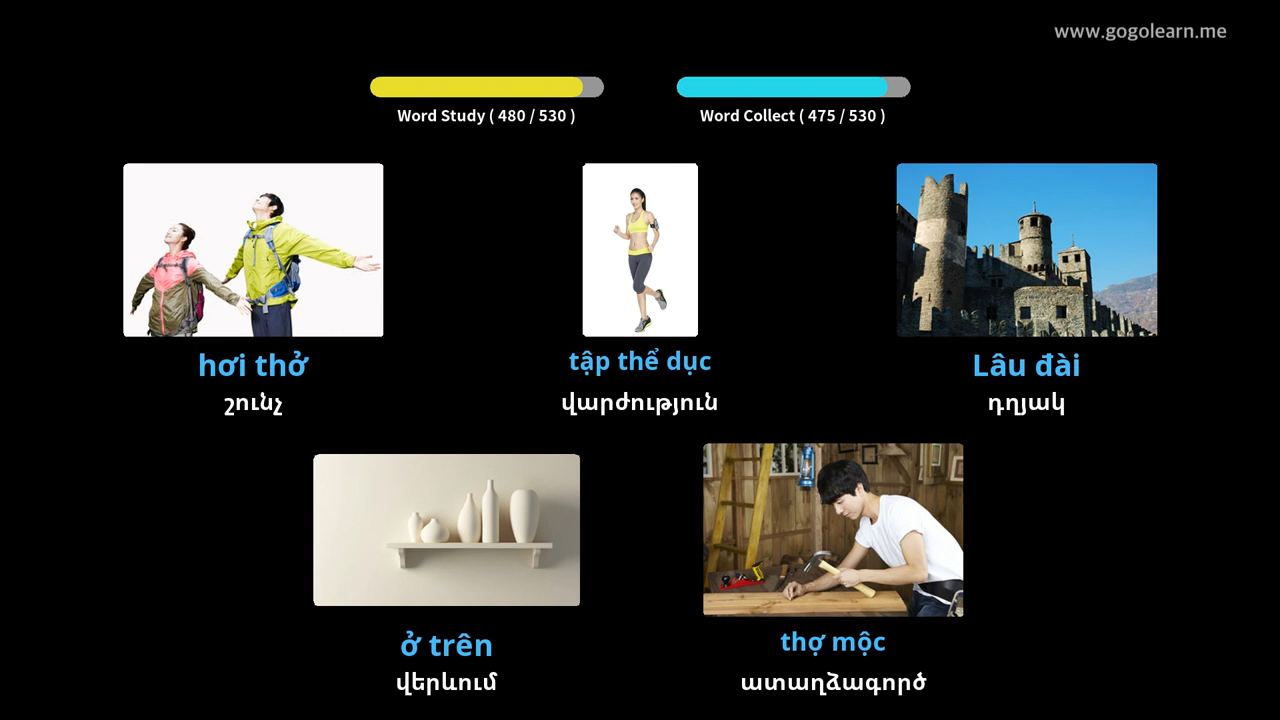 www.gogolearn.me
Word Study ( 480 / 530 )
Word Collect ( 475 / 530 )
hơi thở
շունչ
tập thể dục
վարժություն
Lâu đài
դղյակ
ở trên
վերևում
thợ mộc
ատաղձագործ